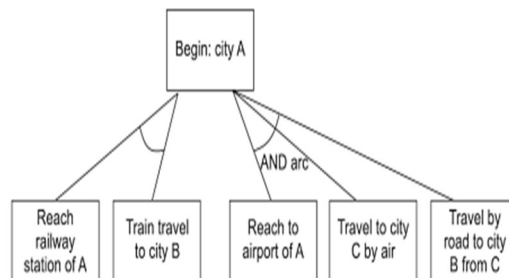 Begin: city A
AND arc
Reach
railway
station of A
Train travel
to city B
Reach to
airport of A
Travel to city
C by air
Travel by
road to city
B from C